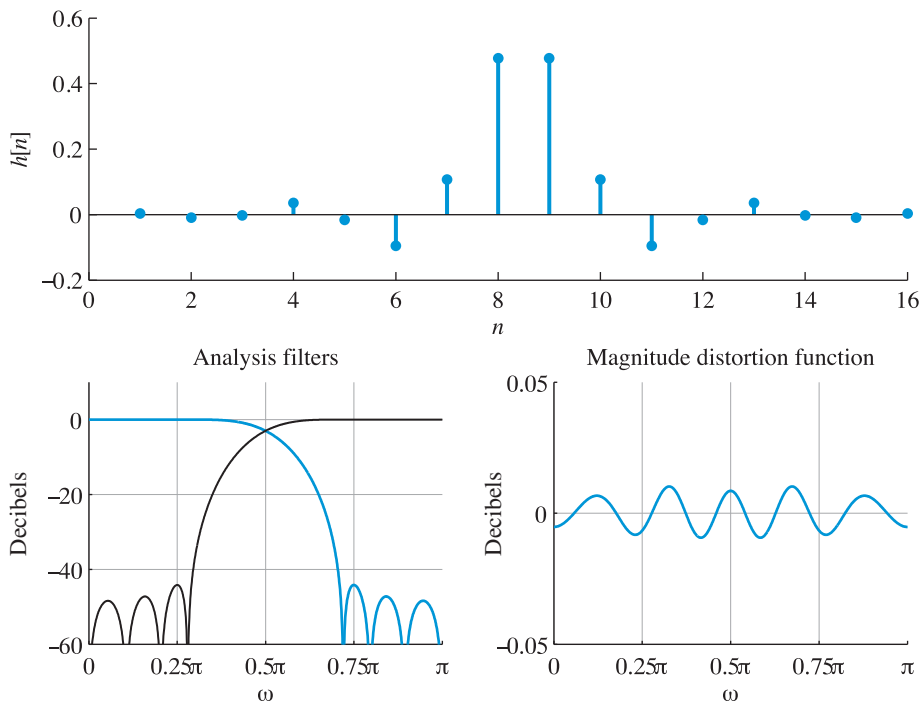 0.6
0.4
0.2
0
−0.2
h[n]
0 2 4 6 8 10 12 14 16
n
Analysis filters
0
−20
−40
−60
Decibels
0 0.25π 0.5π 0.75π π
ω
Magnitude distortion function
0.05
0
−0.05
Decibels
0 0.25π 0.5π 0.75π π
ω